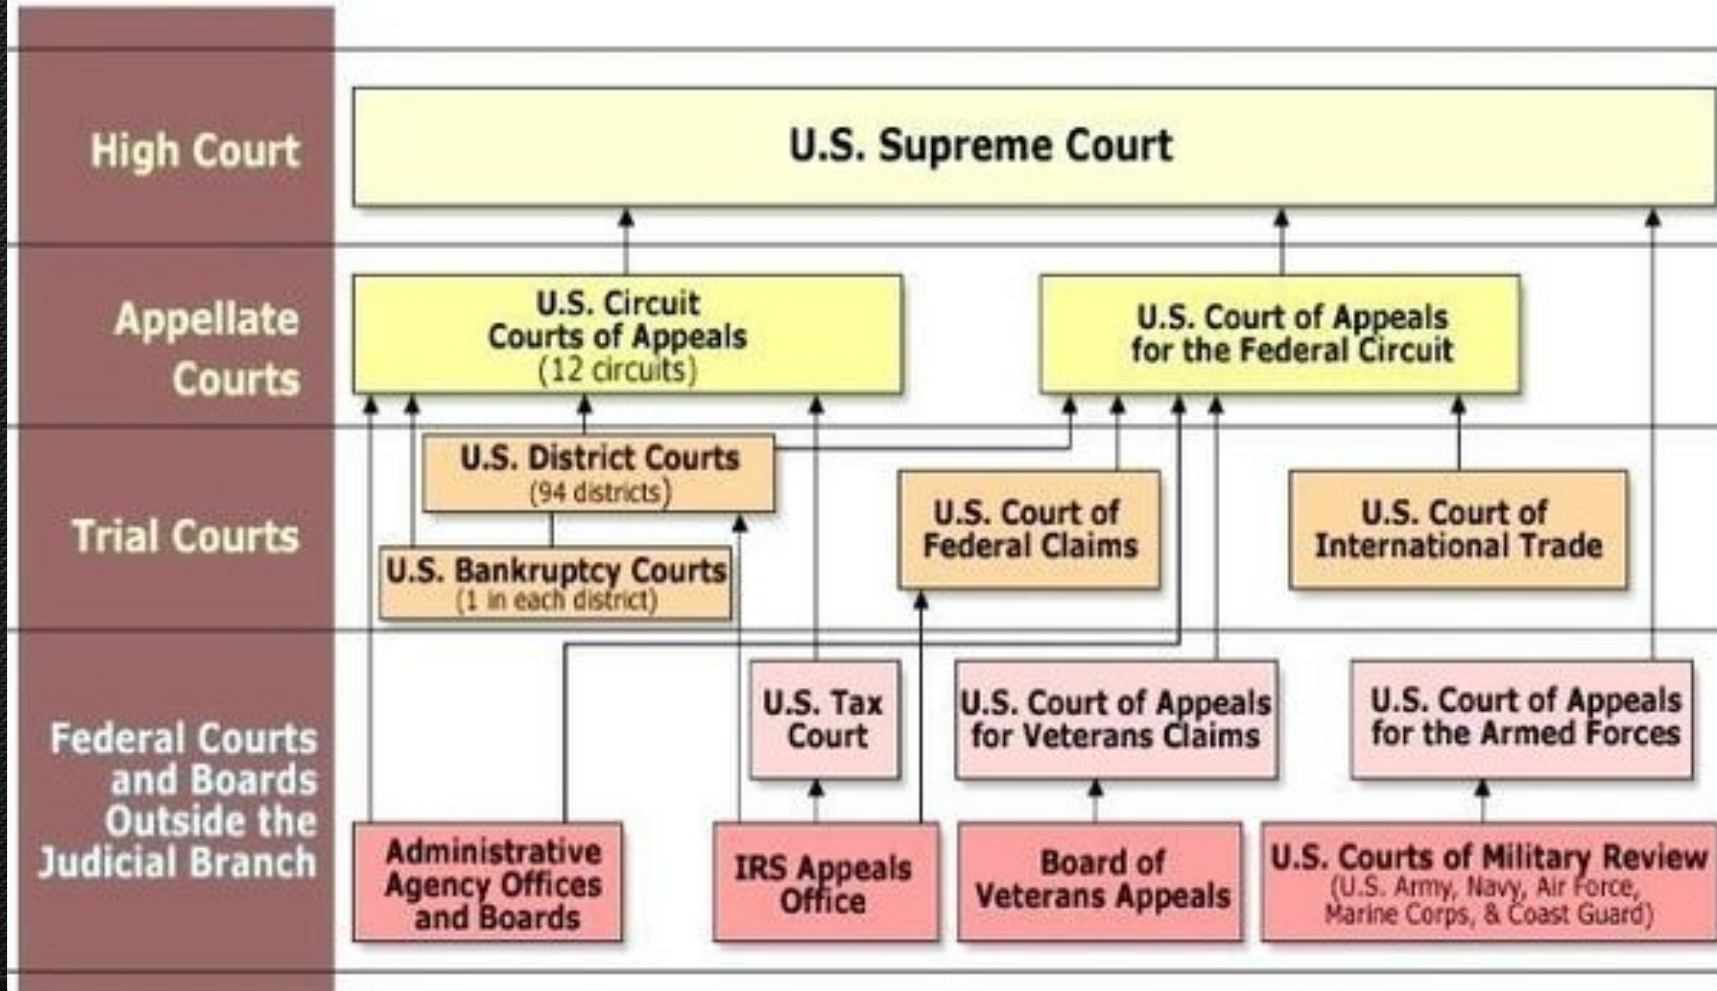 High Court
U.S. Supreme Court
Appellate
Courts
U.S. Circuit
Courts of Appeals
(12 circuits)
U.S. Court of Appeals
for the Federal Circuit
Trial Courts
U.S. District Courts
(94 districts)
U.S. Bankruptcy Courts
(1 in each district)
U.S. Court of
Federal Claims
U.S. Court of
International Trade
Federal Courts
and Boards
Outside the
Judicial Branch
U.S. Tax
Court
U.S. Court of Appeals
for Veterans Claims
U.S. Court of Appeals
for the Armed Forces
Administrative
Agency Offices
and Boards
IRS Appeals
Office
Board of
Veterans Appeals
U.S. Courts of Military Review
(U.S. Army, Navy, Air Force,
Marine Corps, & Coast Guard)